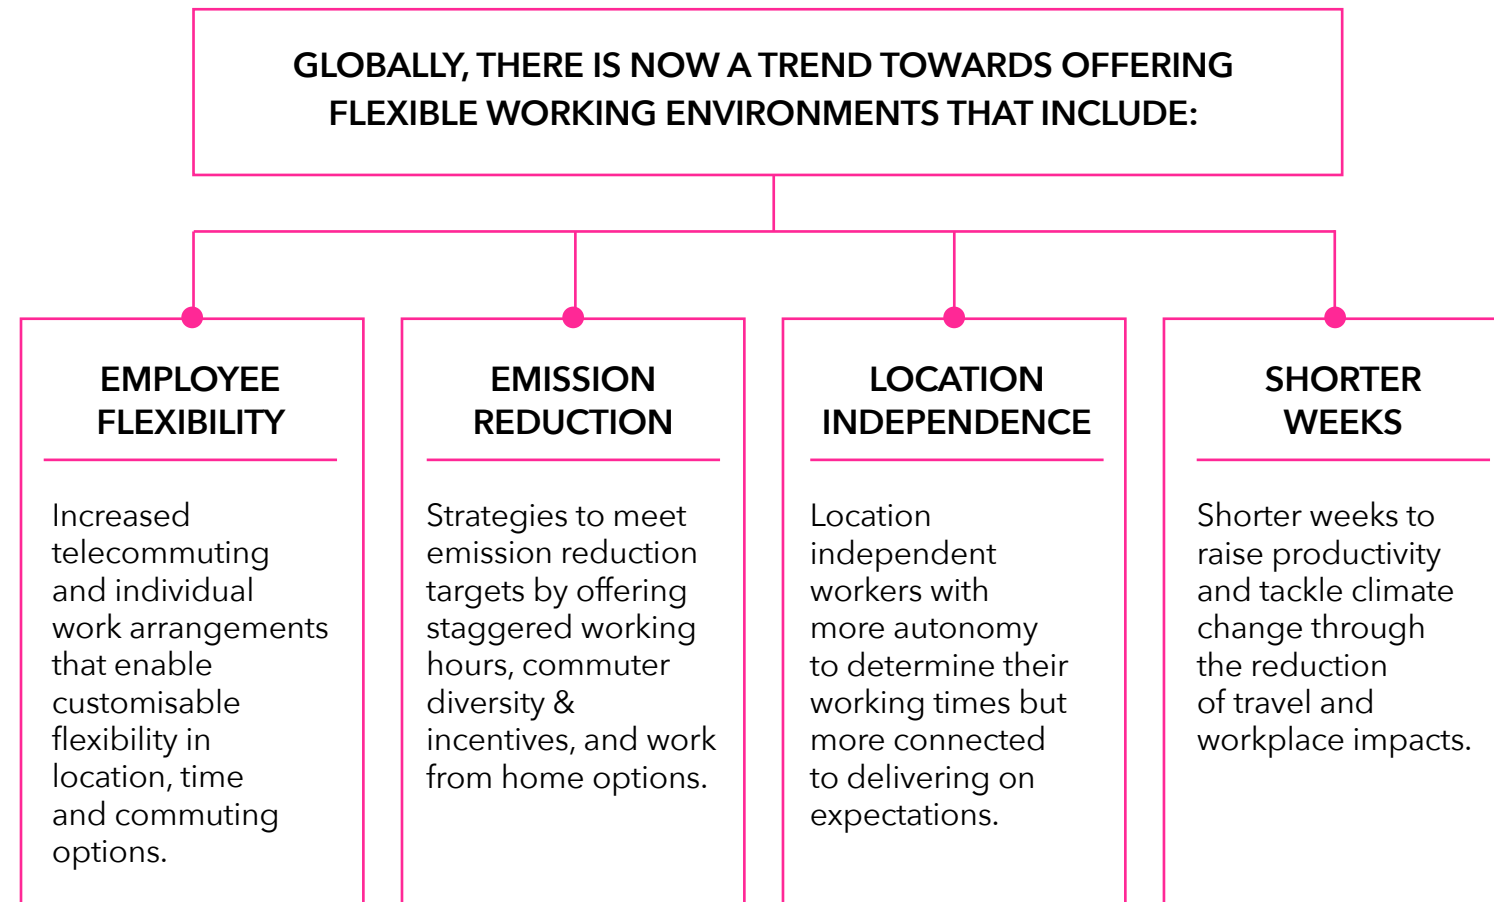 GLOBALLY, THERE IS NOW A TREND TOWARDS OFFERING
FLEXIBLE WORKING ENVIRONMENTS THAT INCLUDE:
EMPLOYEE
FLEXIBILITY
Increased
telecommuting
and individual
work arrangements
that enable
customisable
flexibility in
location, time
and commuting
options.
EMISSION
REDUCTION
Strategies to meet
emission reduction
targets by offering
staggered working
hours, commuter
diversity &
incentives, and work
from home options.
LOCATION
INDEPENDENCE
Location
independent
workers with
more autonomy
to determine their
working times but
more connected
to delivering on
expectations.
SHORTER
WEEKS
Shorter weeks to
raise productivity
and tackle climate
change through
the reduction
of travel and
workplace impacts.